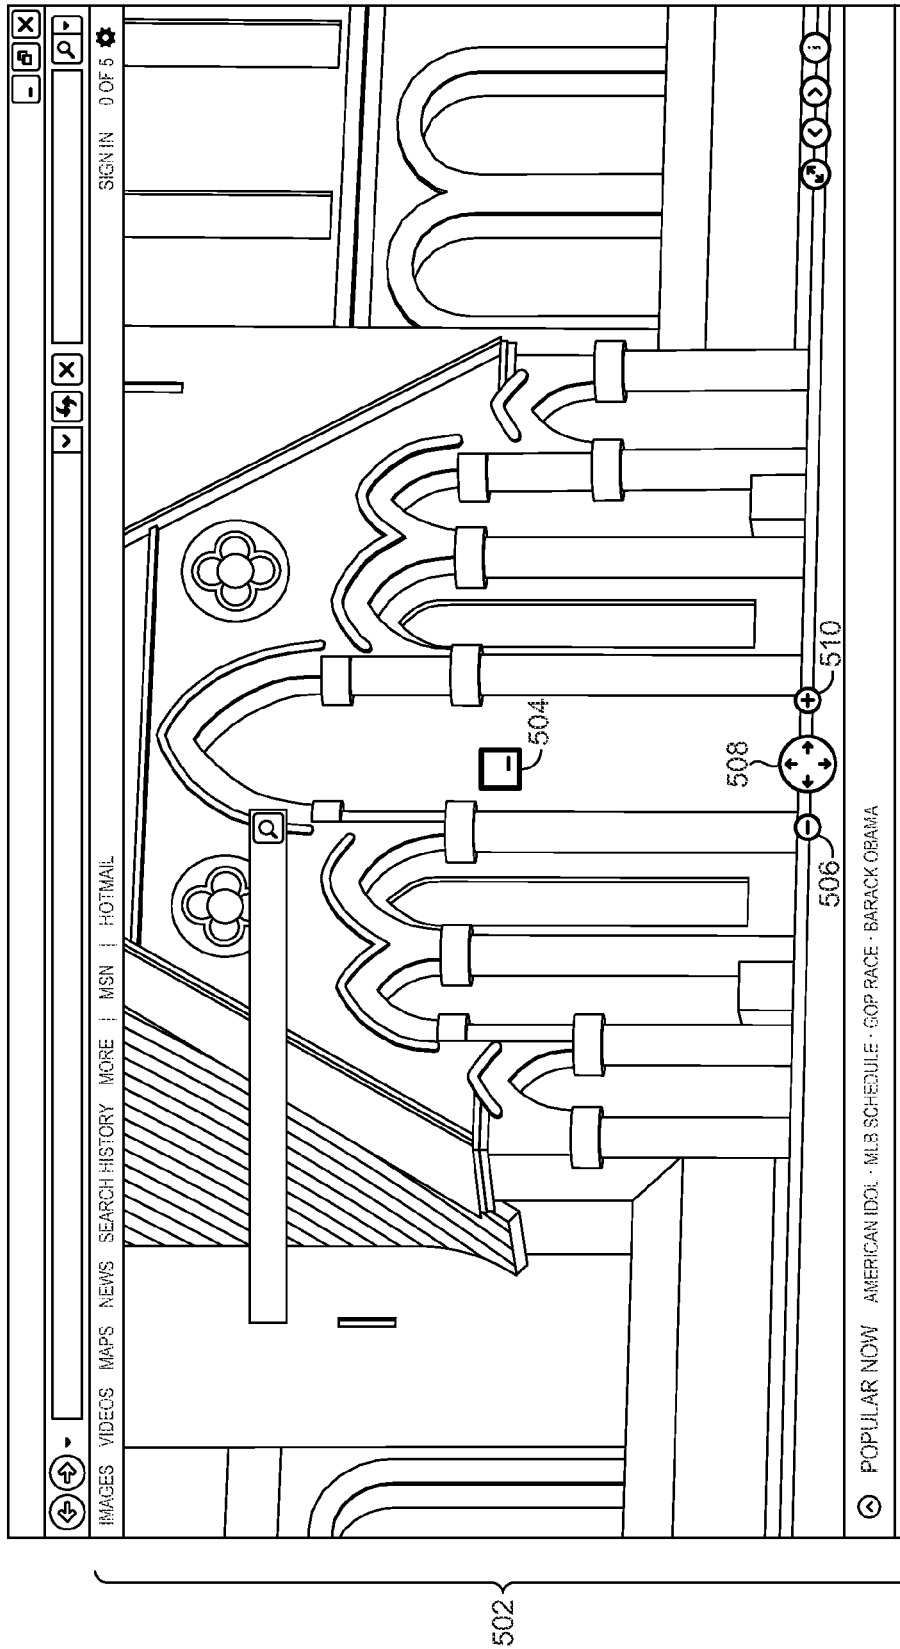 IMAGES VIDEOS MAPS NEWS SEARCH HISTORY MORE | MSN | HOTMAIL SIGN IN 0 OF 5
502
504
508
506
510
POPULAR NOW AMERICAN IDOL · MLB SCHEDULE · GOP RACE · BARACK OBAMA